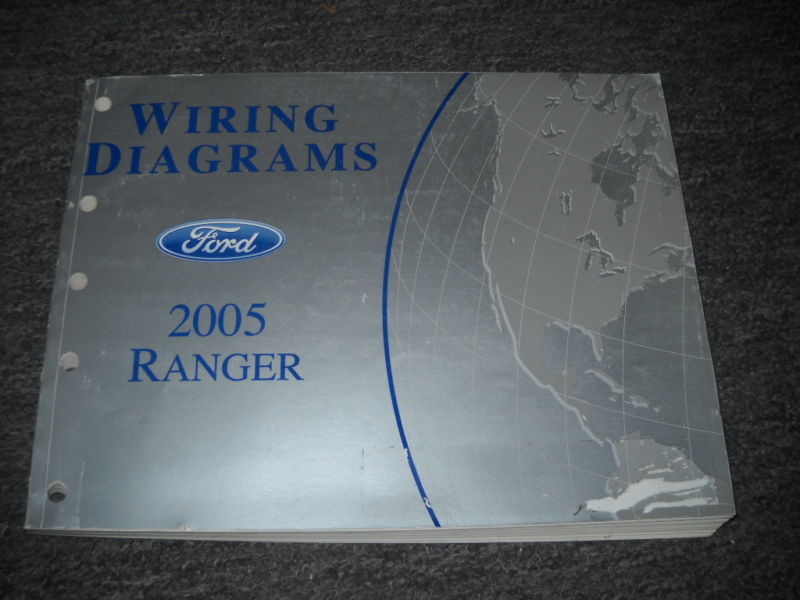 WIRING
DIAGRAMS
Ford
2005
RANGER